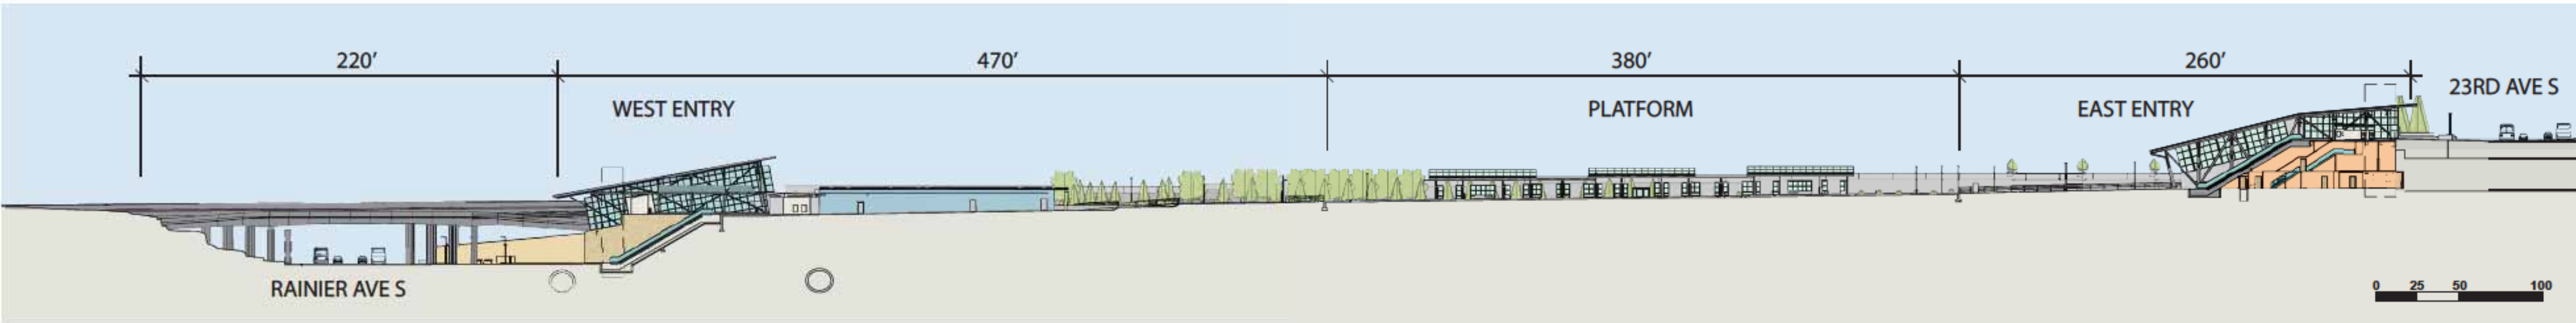 220’ 470’ 380’ 260’
23RD AVE S
WEST ENTRY PLATFORM EAST ENTRY
RAINIER AVE S
0 25 50 100